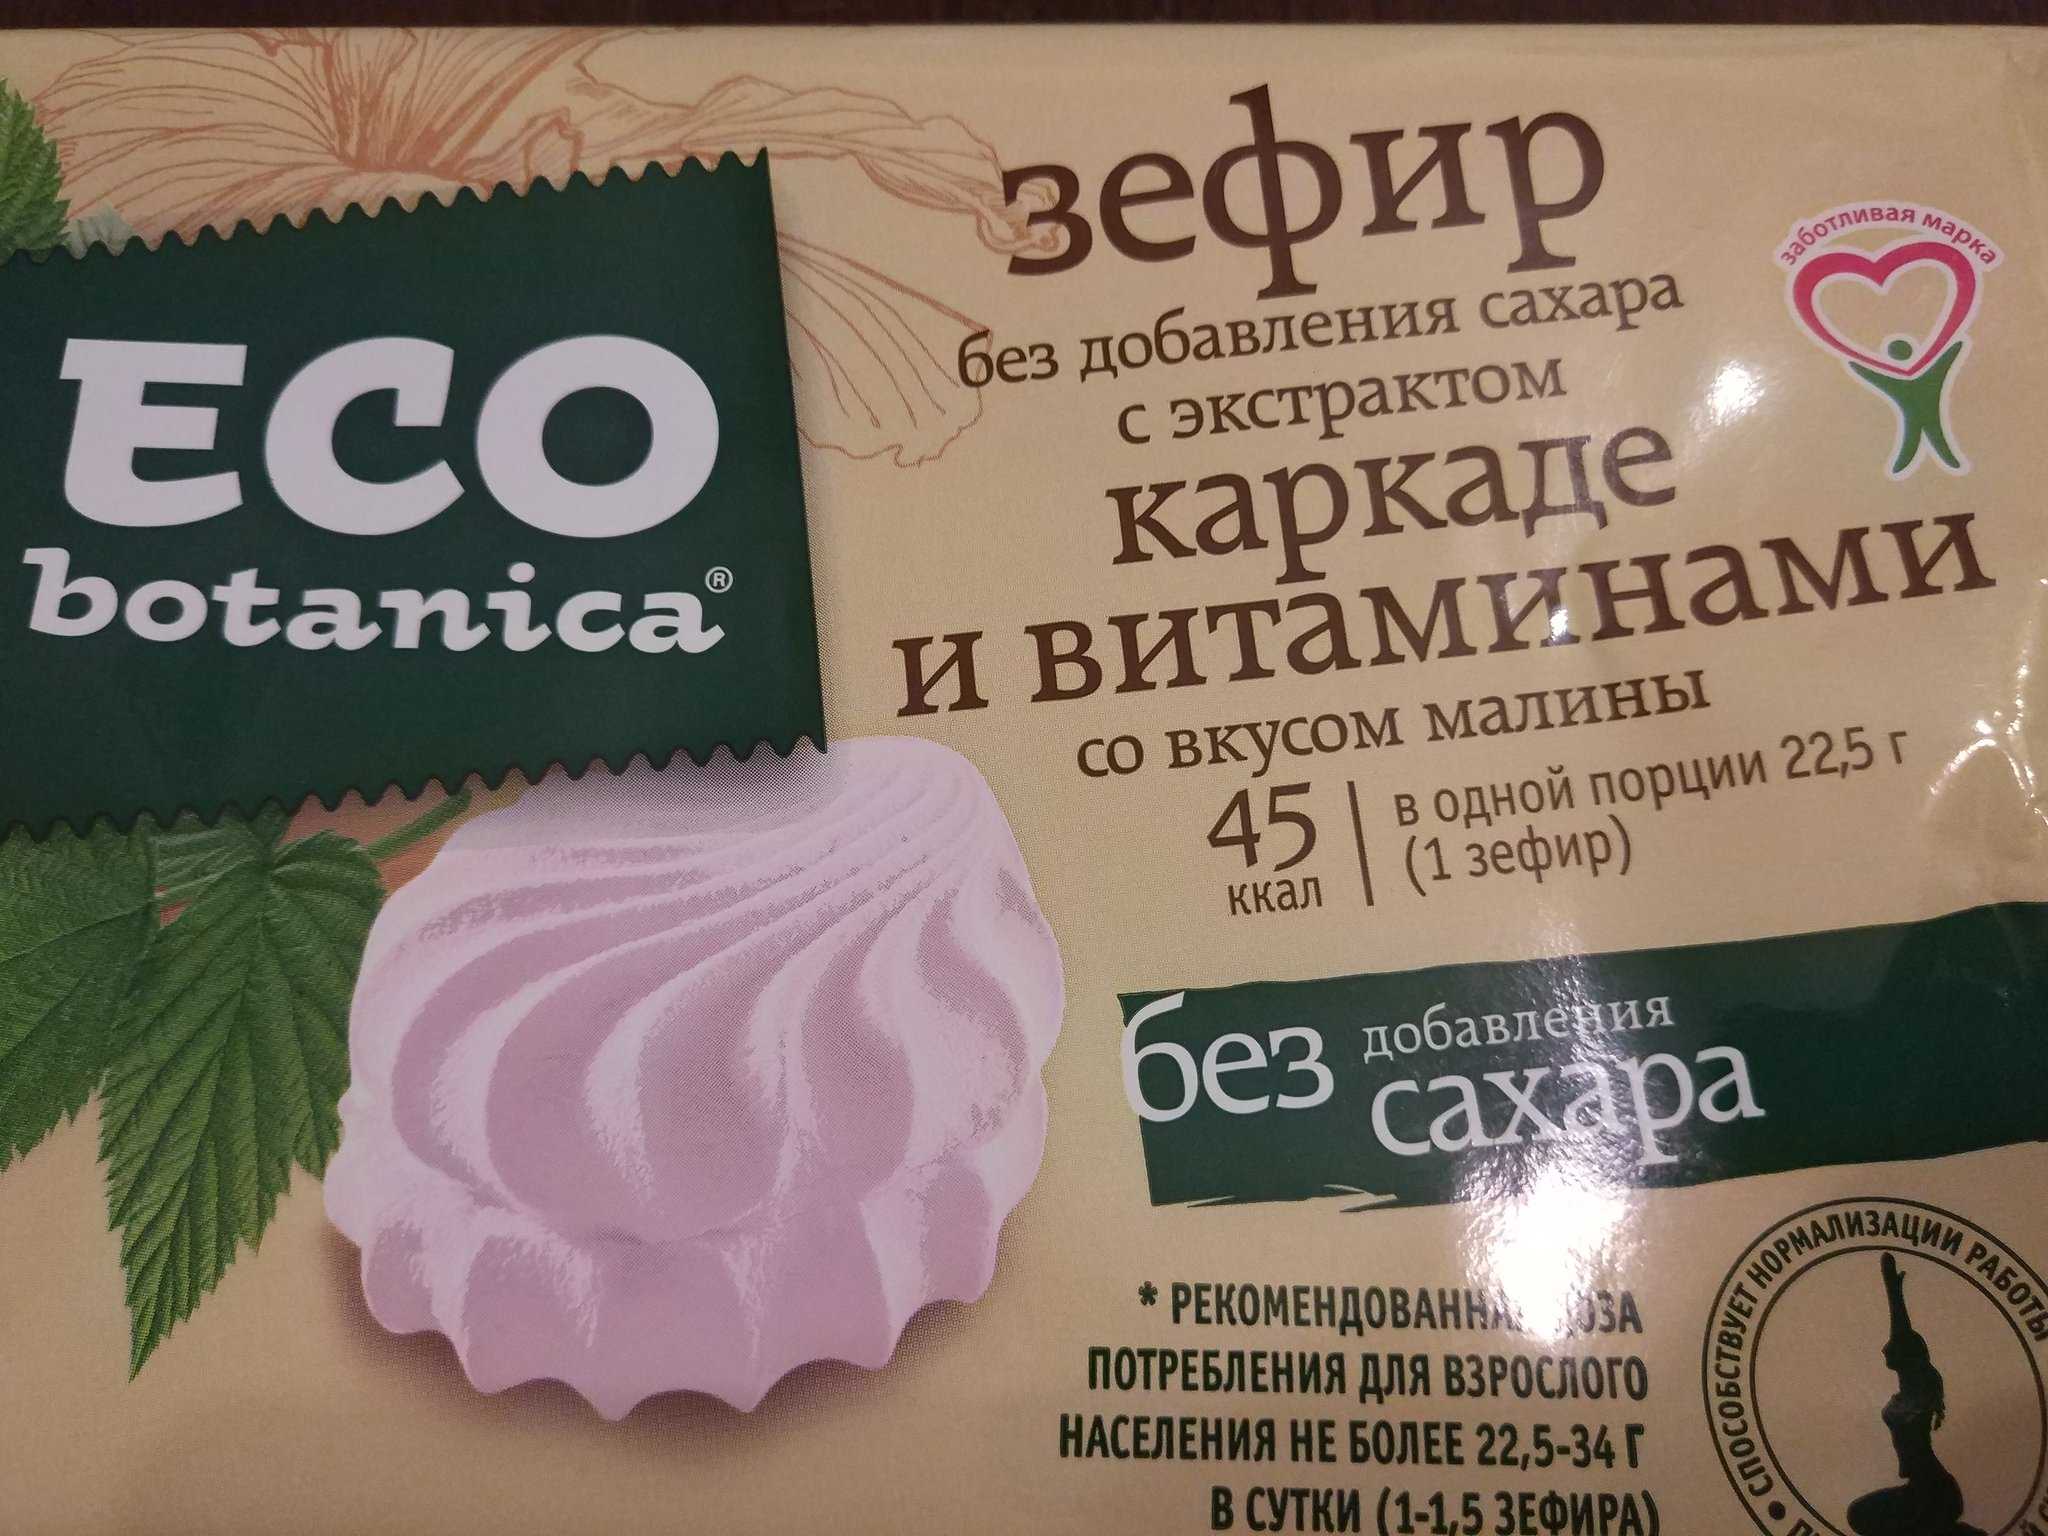 ECO
botanica®
зефир
без добавления сахара
с экстрактом
каркаде
и витаминами
со вкусом малины
45
ккал
в одной порции 22,5 г
(1 зефир)
заботливая марка
без
добавления
сахара
* РЕКОМЕНДОВАННАЯ ДОЗА
ПОТРЕБЛЕНИЯ ДЛЯ ВЗРОСЛОГО
НАСЕЛЕНИЯ НЕ БОЛЕЕ 22,5-34 Г
В СУТКИ (1-1,5 ЗЕФИРА)
• СПОСОБСТВУЕТ НОРМАЛИЗАЦИИ РАБОТЫ